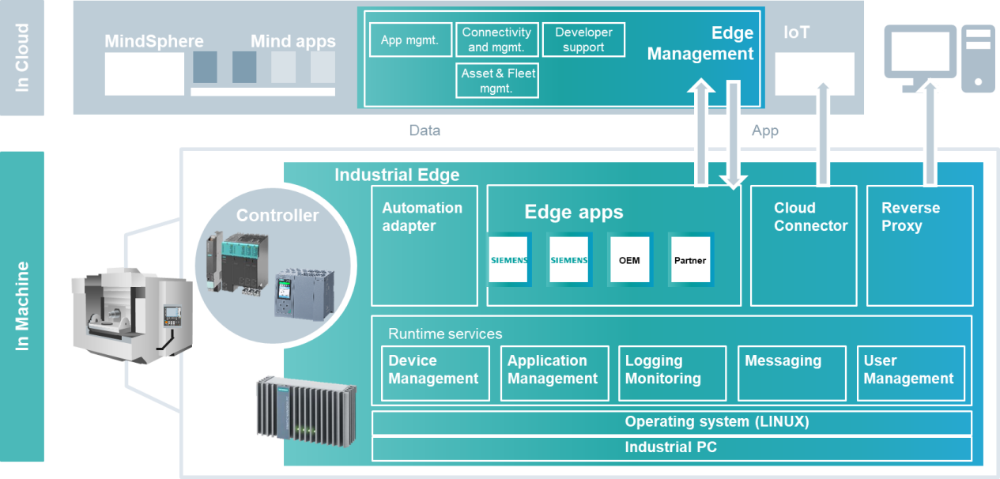 In Cloud
MindSphere
Mind apps
App mgmt.
Connectivity
and mgmt.
Developer
support
Asset & Fleet
mgmt.
Edge
Management
IoT
Data
App
In Machine
Industrial Edge
Controller
Automation
adapter
Edge apps
SIEMENS
SIEMENS
OEM
Partner
Cloud
Connector
Reverse
Proxy
Runtime services
Device
Management
Application
Management
Logging
Monitoring
Messaging
User
Management
Operating system (LINUX)
Industrial PC